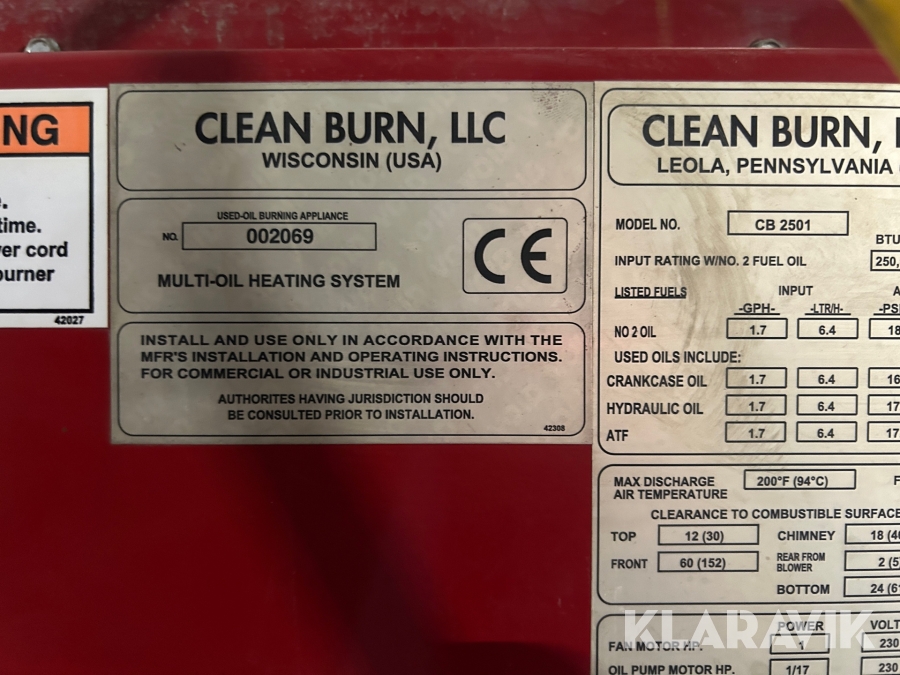 NG
.
time.
er cord
burner
42027
CLEAN BURN, LLC
WISCONSIN (USA)
USED-OIL BURNING APPLIANCE
NO. 002069
MULTI-OIL HEATING SYSTEM
CE
INSTALL AND USE ONLY IN ACCORDANCE WITH THE
MFR'S INSTALLATION AND OPERATING INSTRUCTIONS.
FOR COMMERCIAL OR INDUSTRIAL USE ONLY.
AUTHORITES HAVING JURISDICTION SHOULD
BE CONSULTED PRIOR TO INSTALLATION.
42308
CLEAN BURN,
LEOLA, PENNSYLVANIA
MODEL NO. CB 2501
BTU
INPUT RATING W/NO. 2 FUEL OIL 250,
LISTED FUELS INPUT
-GPH- -LTR/H- -PS
NO 2 OIL 1.7 6.4 18
USED OILS INCLUDE:
CRANKCASE OIL 1.7 6.4 16
HYDRAULIC OIL 1.7 6.4 17
ATF 1.7 6.4 17
MAX DISCHARGE
AIR TEMPERATURE 200°F (94°C) F
CLEARANCE TO COMBUSTIBLE SURFACE
TOP 12 (30) CHIMNEY 18 (4
FRONT 60 (152) REAR FROM
BLOWER 2 (5
BOTTOM 24 (6
POWER VOLT
FAN MOTOR HP. 1 230
OIL PUMP MOTOR HP. 1/17 230
KLARAVIK